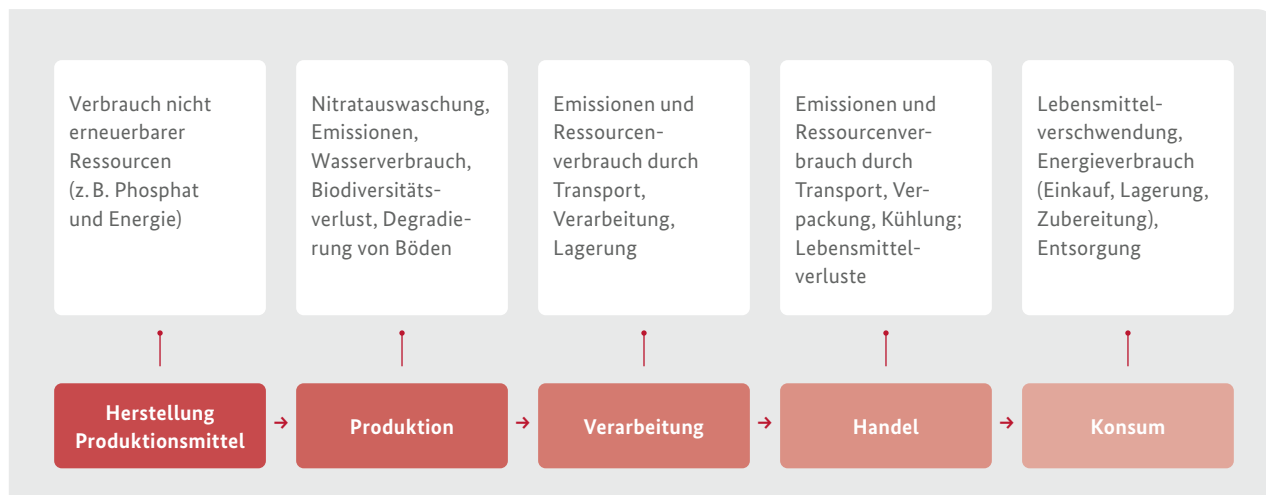 Verbrauch nicht
erneuerbarer
Ressourcen
(z. B. Phosphat
und Energie)
Nitratauswaschung,
Emissionen,
Wasserverbrauch,
Biodiversitäts-
verlust, Degradie-
rung von Böden
Emissionen und
Ressourcen-
verbrauch durch
Transport,
Verarbeitung,
Lagerung
Emissionen und
Ressourcenver-
brauch durch
Transport, Ver-
packung, Kühlung;
Lebensmittel-
verluste
Lebensmittel-
verschwendung,
Energieverbrauch
(Einkauf, Lagerung,
Zubereitung),
Entsorgung
Herstellung
Produktionsmittel
Produktion
Verarbeitung
Handel
Konsum